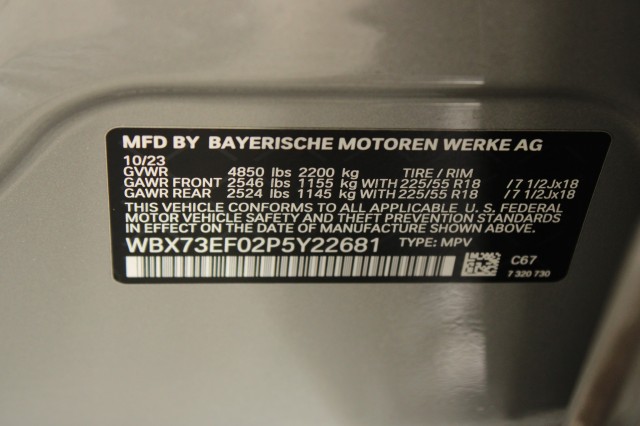 MFD BY BAYERISCHE MOTOREN WERKE AG
10/23
GVWR 4850 lbs 2200 kg TIRE / RIM
GAWR FRONT 2546 lbs 1155 kg WITH 225/55 R18 /7 1/2Jx18
GAWR REAR 2524 lbs 1145 kg WITH 225/55 R18 /7 1/2Jx18
THIS VEHICLE CONFORMS TO ALL APPLICABLE U.S. FEDERAL
MOTOR VEHICLE SAFETY BUMPER, AND THEFT PREVENTION STANDARDS
IN EFFECT ON THE DATE OF MANUFACTURE SHOWN ABOVE.
WBX73EF02P5Y22681 TYPE: MPV
C67
7 320 730